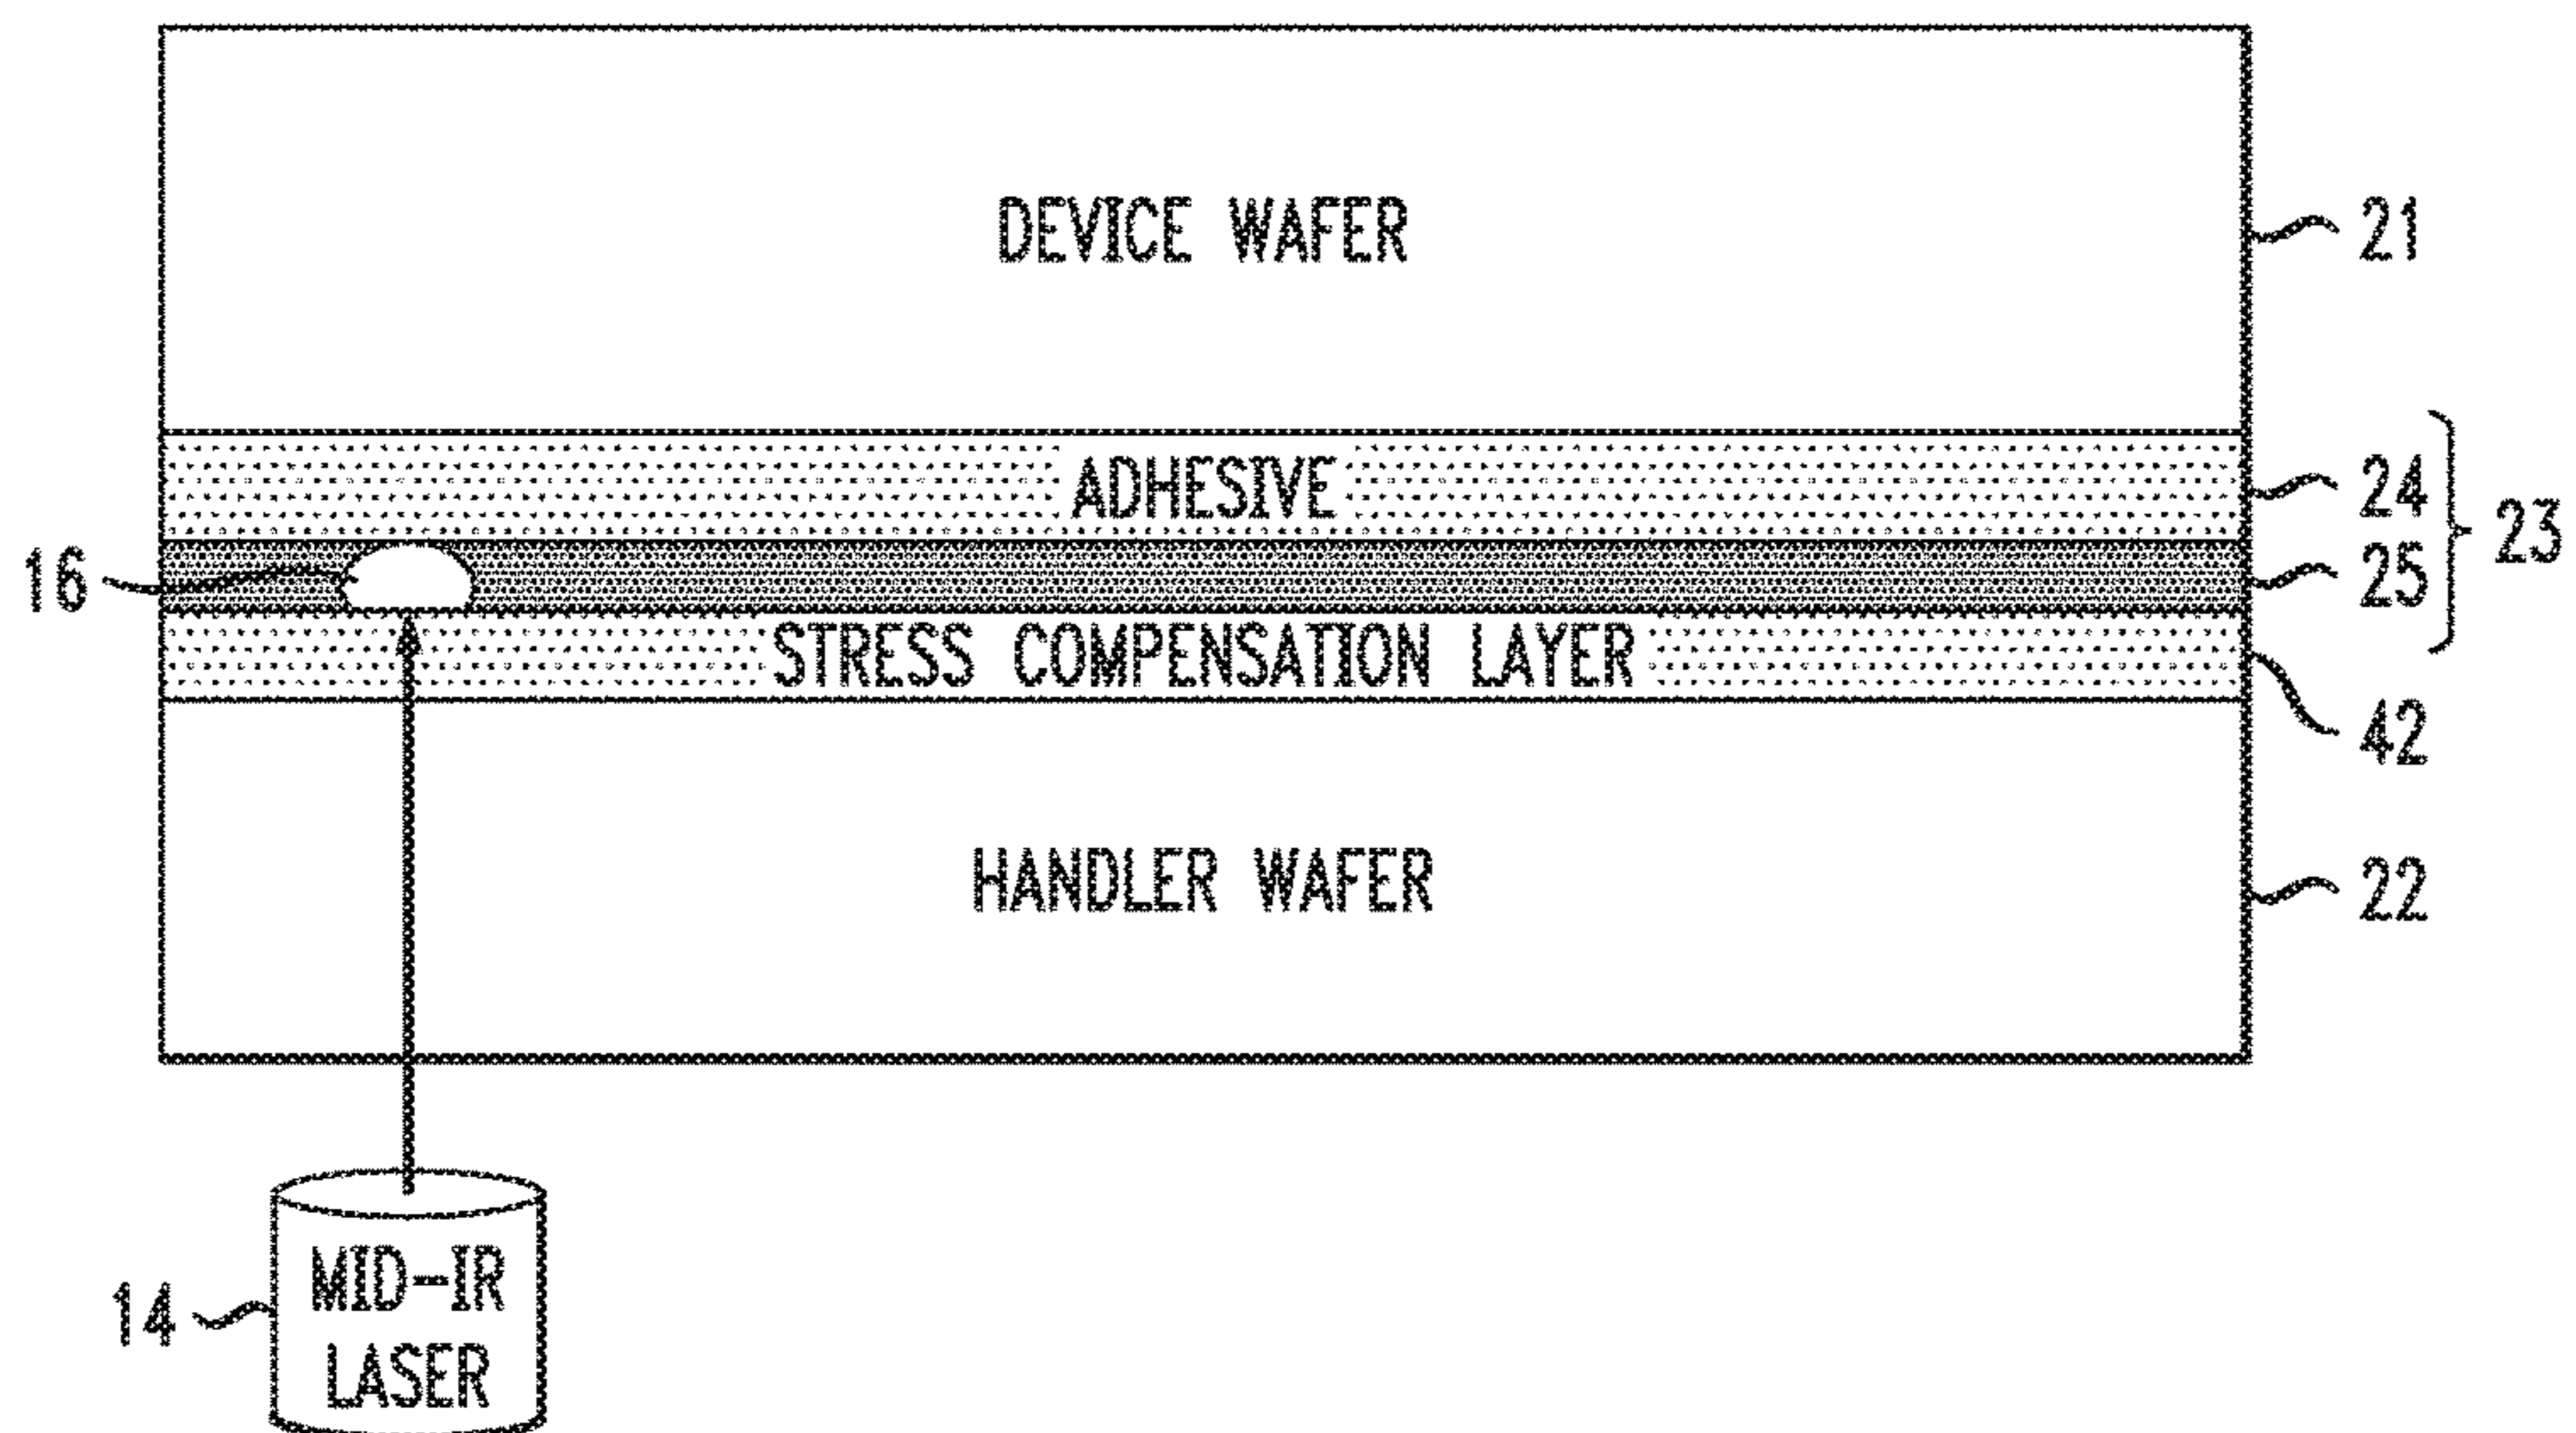 DEVICE WAFER
21
ADHESIVE
24
23
16
25
STRESS COMPENSATION LAYER
42
HANDLER WAFER
22
14
MID-IR
LASER